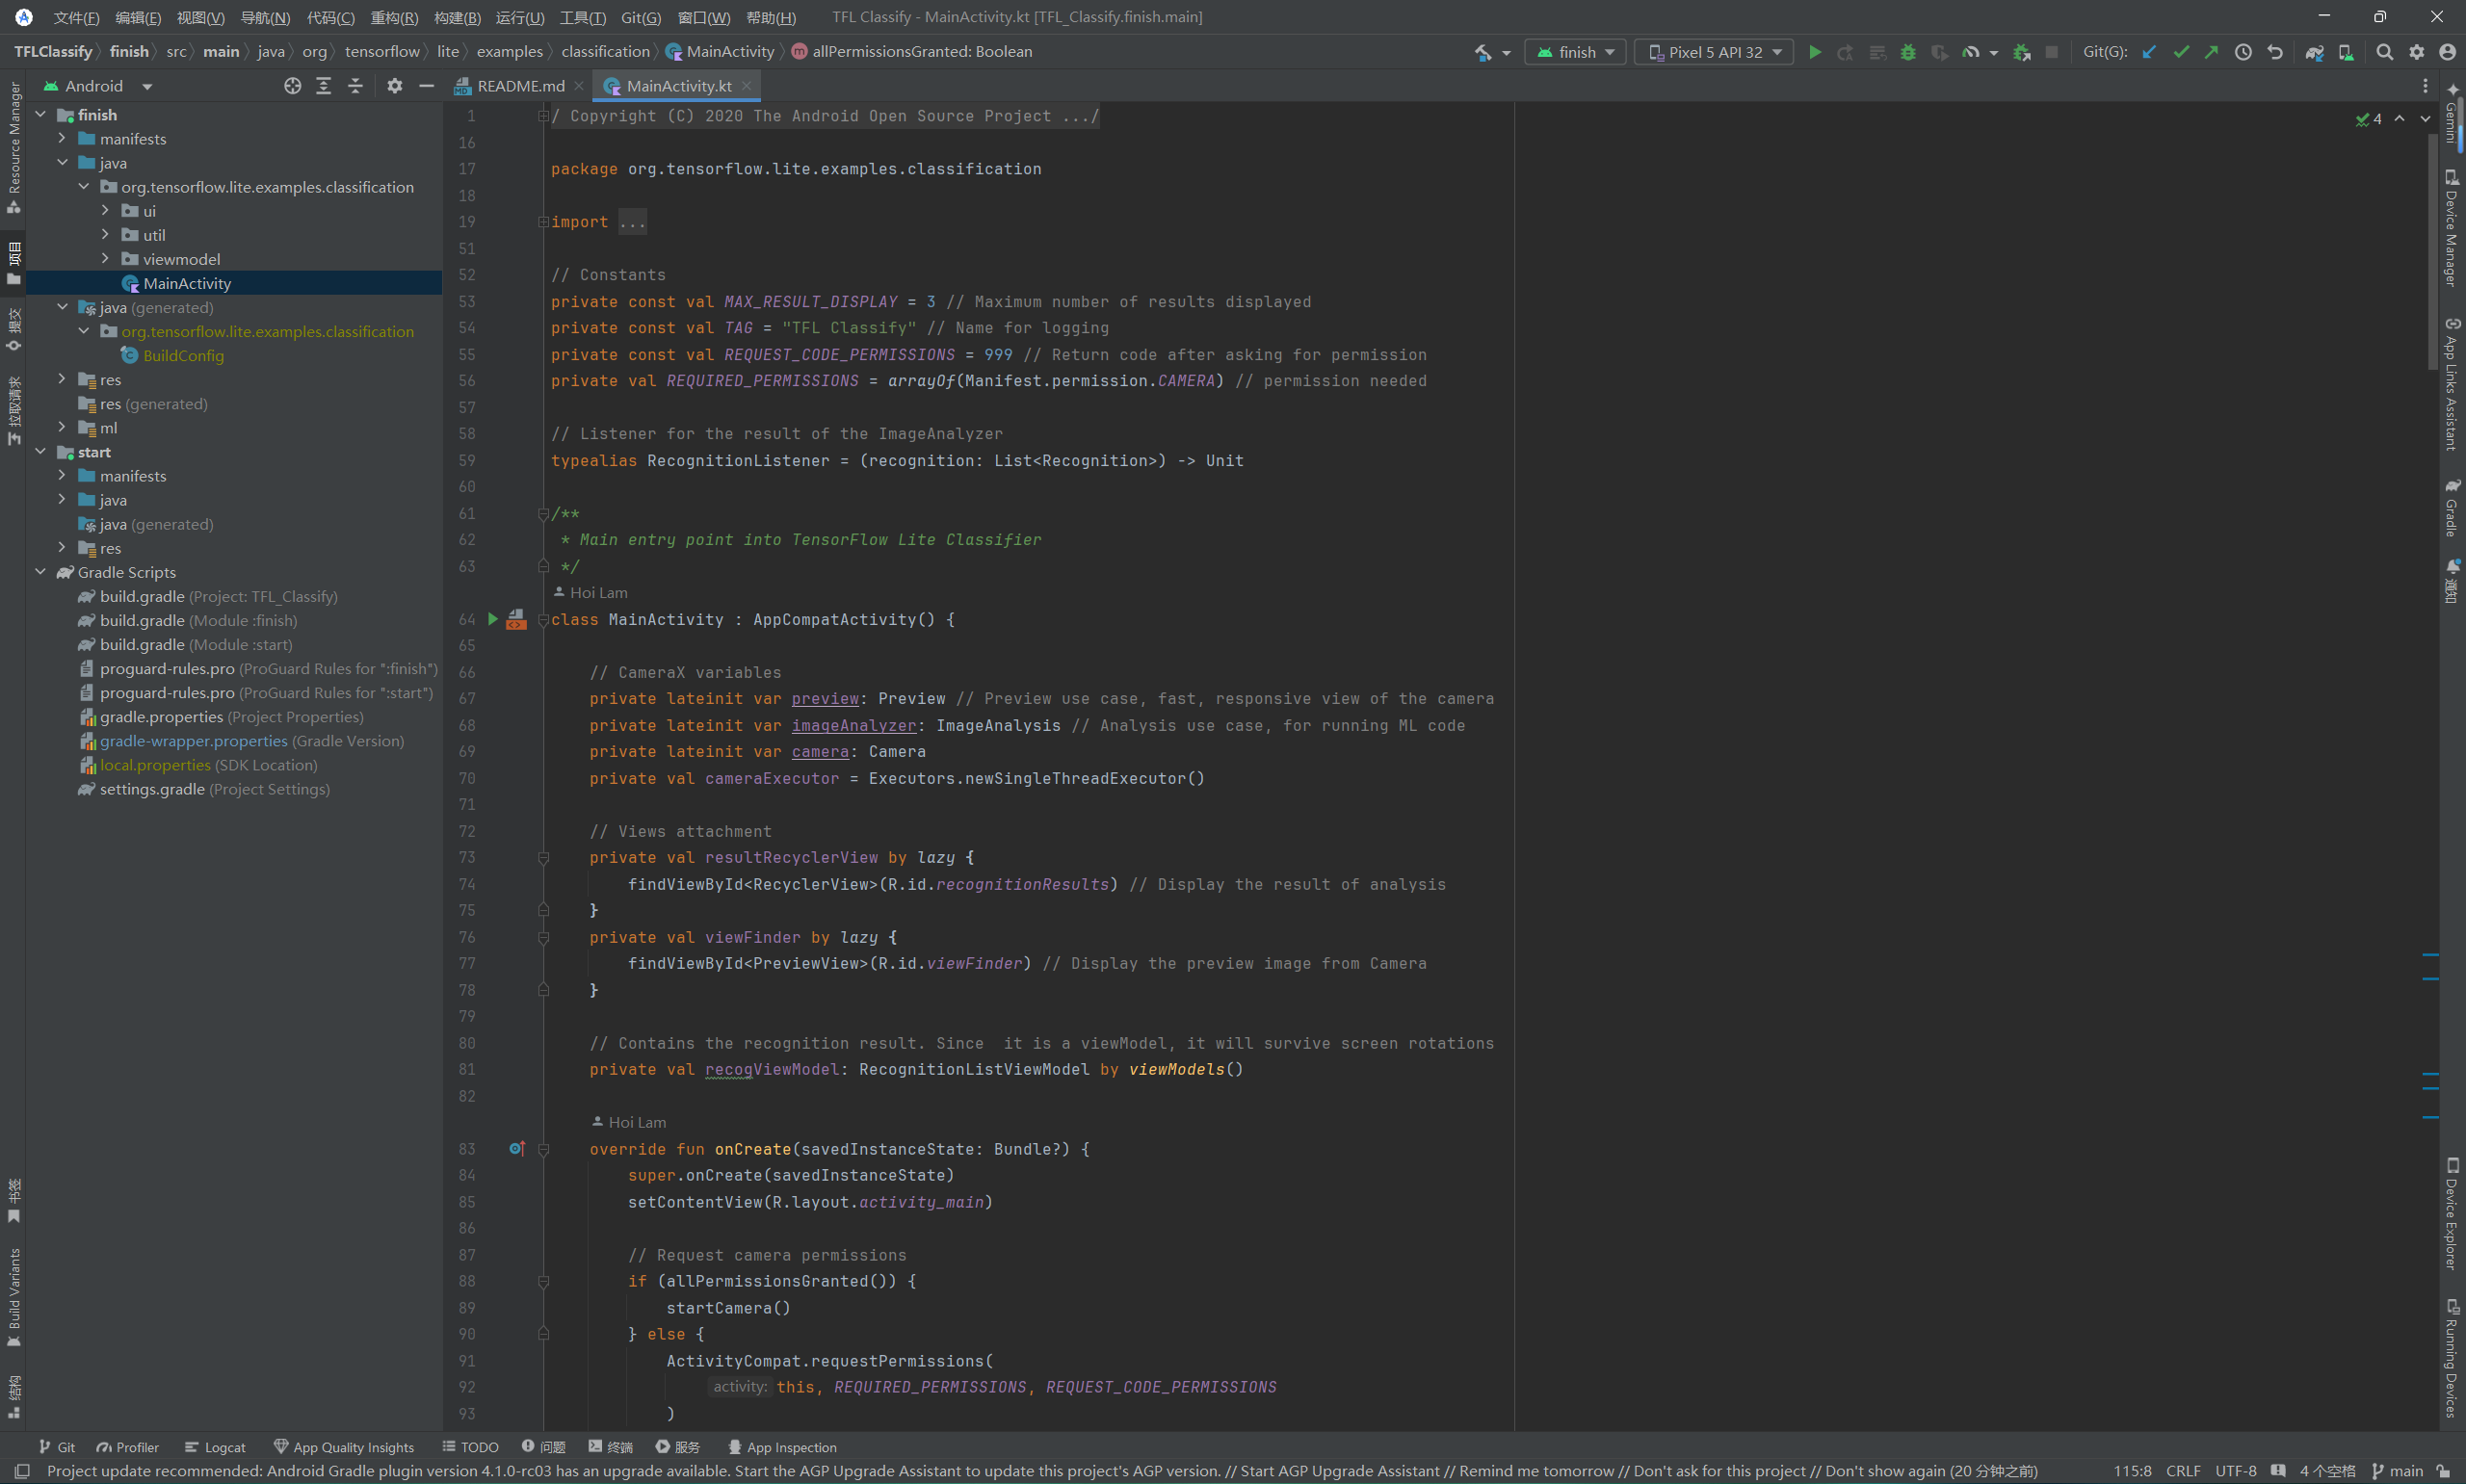 文件(F) 编辑(E) 视图(V) 导航(N) 代码(C) 重构(R) 构建(B) 运行(U) 工具(T) Git(G) 窗口(W) 帮助(H) TFL Classify - MainActivity.kt [TFL_Classify.finish.main]
TFLClassify finish src main java org tensorflow lite examples classification MainActivity allPermissionsGranted: Boolean finish Pixel 5 API 32 Git(G):
Android README.md MainActivity.kt
Resource Manager
项目
提交
拉取请求
书签
Build Variants
结构
finish
manifests
java
org.tensorflow.lite.examples.classification
ui
util
viewmodel
MainActivity
java (generated)
org.tensorflow.lite.examples.classification
BuildConfig
res
res (generated)
ml
start
manifests
java
java (generated)
res
Gradle Scripts
build.gradle (Project: TFL_Classify)
build.gradle (Module :finish)
build.gradle (Module :start)
proguard-rules.pro (ProGuard Rules for ":finish")
proguard-rules.pro (ProGuard Rules for ":start")
gradle.properties (Project Properties)
gradle-wrapper.properties (Gradle Version)
local.properties (SDK Location)
settings.gradle (Project Settings)
1 / Copyright (C) 2020 The Android Open Source Project .../ 4
16
17 package org.tensorflow.lite.examples.classification
18
19 import ...
51
52 // Constants
53 private const val MAX_RESULT_DISPLAY = 3 // Maximum number of results displayed
54 private const val TAG = "TFL Classify" // Name for logging
55 private const val REQUEST_CODE_PERMISSIONS = 999 // Return code after asking for permission
56 private val REQUIRED_PERMISSIONS = arrayOf(Manifest.permission.CAMERA) // permission needed
57
58 // Listener for the result of the ImageAnalyzer
59 typealias RecognitionListener = (recognition: List<Recognition>) -> Unit
60
61 /**
62 * Main entry point into TensorFlow Lite Classifier
63 */
Hoi Lam
64 class MainActivity : AppCompatActivity() {
65
66 // CameraX variables
67 private lateinit var preview: Preview // Preview use case, fast, responsive view of the camera
68 private lateinit var imageAnalyzer: ImageAnalysis // Analysis use case, for running ML code
69 private lateinit var camera: Camera
70 private val cameraExecutor = Executors.newSingleThreadExecutor()
71
72 // Views attachment
73 private val resultRecyclerView by lazy {
74 findViewById<RecyclerView>(R.id.recognitionResults) // Display the result of analysis
75 }
76 private val viewFinder by lazy {
77 findViewById<PreviewView>(R.id.viewFinder) // Display the preview image from Camera
78 }
79
80 // Contains the recognition result. Since  it is a viewModel, it will survive screen rotations
81 private val recogViewModel: RecognitionListViewModel by viewModels()
82
Hoi Lam
83 override fun onCreate(savedInstanceState: Bundle?) {
84 super.onCreate(savedInstanceState)
85 setContentView(R.layout.activity_main)
86
87 // Request camera permissions
88 if (allPermissionsGranted()) {
89 startCamera()
90 } else {
91 ActivityCompat.requestPermissions(
92 activity: this, REQUIRED_PERMISSIONS, REQUEST_CODE_PERMISSIONS
93 )
Gemini
Device Manager
App Links Assistant
Gradle
通知
Device Explorer
Running Devices
Git Profiler Logcat App Quality Insights TODO 问题 终端 服务 App Inspection
Project update recommended: Android Gradle plugin version 4.1.0-rc03 has an upgrade available. Start the AGP Upgrade Assistant to update this project's AGP version. // Start AGP Upgrade Assistant // Remind me tomorrow // Don't ask for this project // Don't show again (20 分钟之前) 115:8 CRLF UTF-8 4 个空格 main